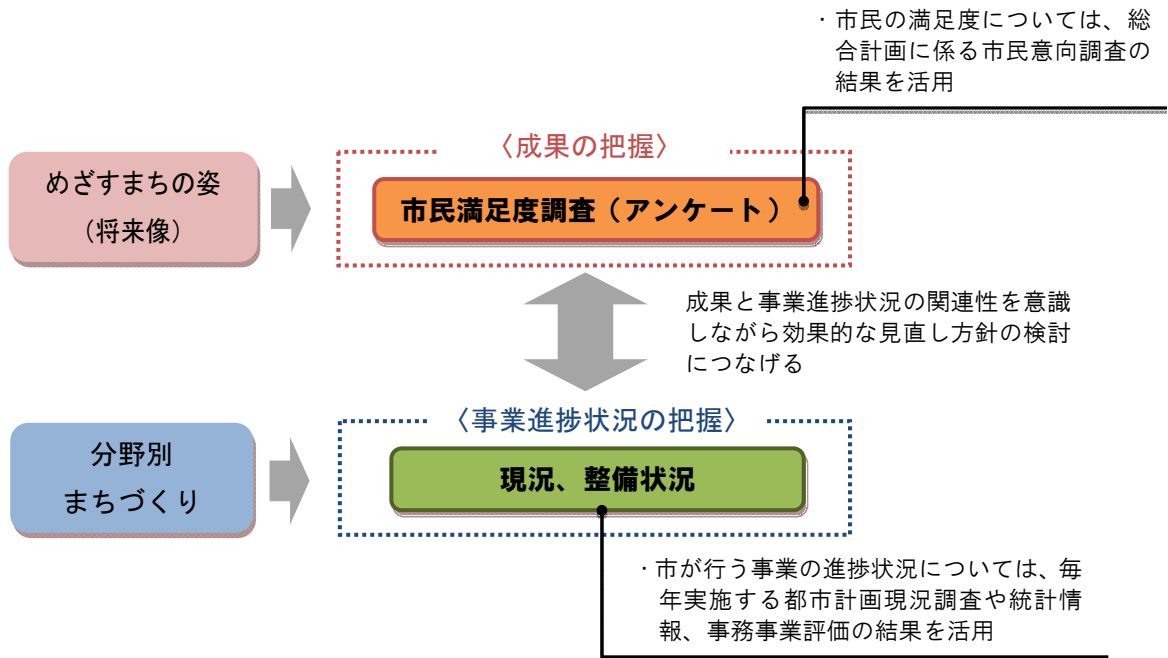 ・市民の満足度については、総
合計画に係る市民意向調査の
結果を活用
〈成果の把握〉
めざすまちの姿
（将来像）
市民満足度調査（アンケート）
成果と事業進捗状況の関連性を意識
しながら効果的な見直し方針の検討
につなげる
〈事業進捗状況の把握〉
分野別
まちづくり
現況、整備状況
・市が行う事業の進捗状況については、毎
年実施する都市計画現況調査や統計情
報、事務事業評価の結果を活用